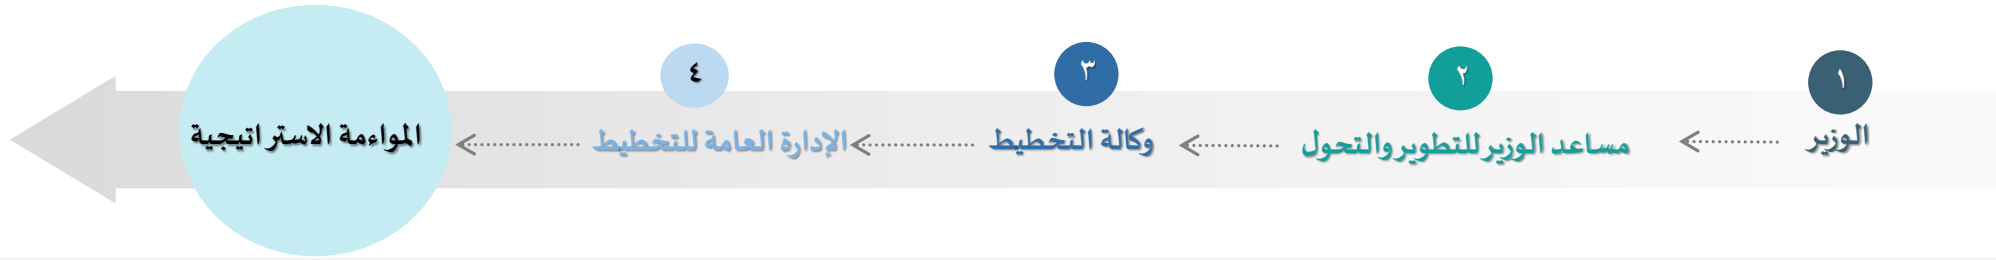 ١
الوزير
٢
مساعد الوزير للتطوير والتحول
٣
وكالة التخطيط
٤
الإدارة العامة للتخطيط
المواءمة الاستراتيجية